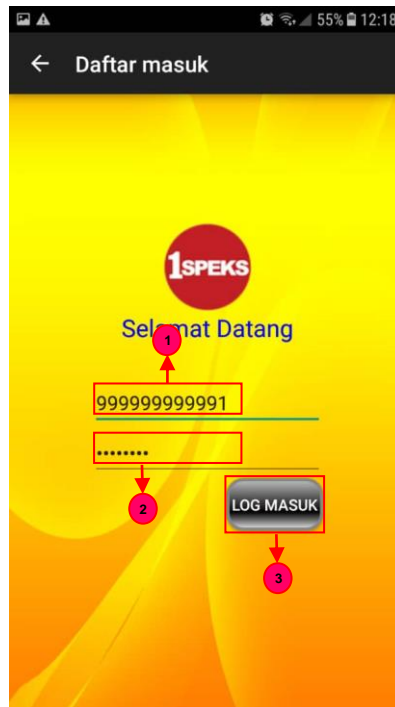 55% 12:18
Daftar masuk
1SPEKS
Selamat Datang
1
999999999991
••••••••
2
LOG MASUK
3